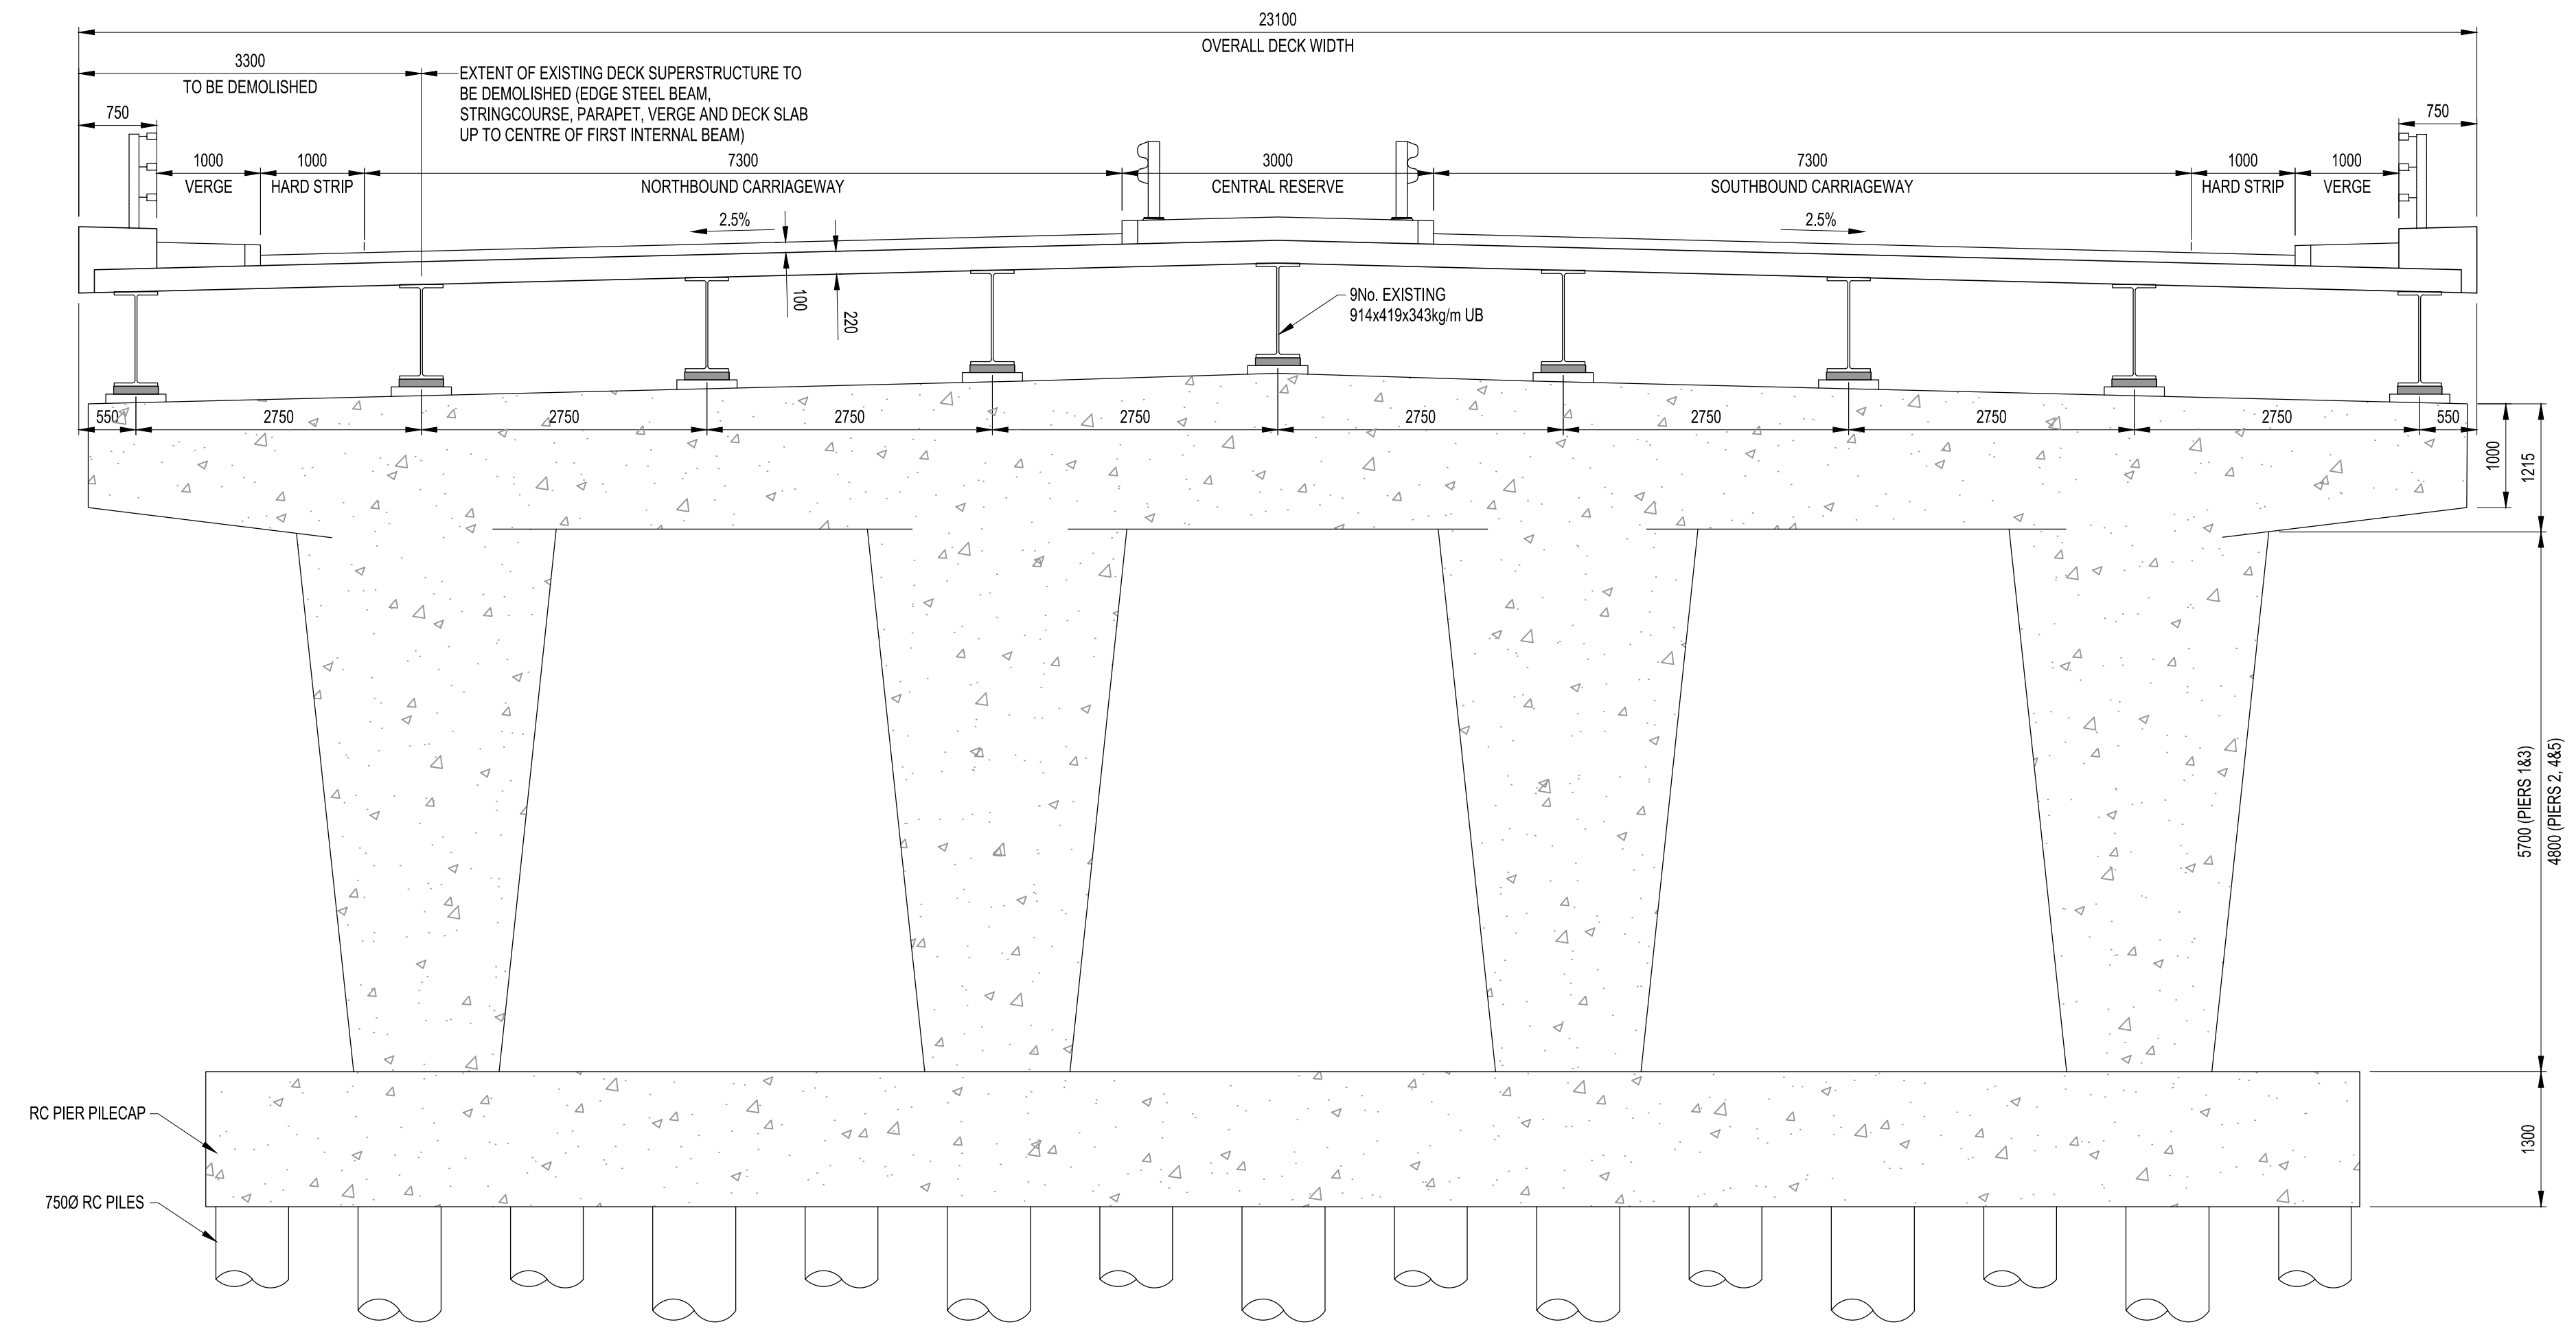 23100
OVERALL DECK WIDTH
3300
TO BE DEMOLISHED
EXTENT OF EXISTING DECK SUPERSTRUCTURE TO
BE DEMOLISHED (EDGE STEEL BEAM,
STRINGCOURSE, PARAPET, VERGE AND DECK SLAB
UP TO CENTRE OF FIRST INTERNAL BEAM)
750
750
1000
VERGE
1000
HARD STRIP
7300
NORTHBOUND CARRIAGEWAY
3000
CENTRAL RESERVE
7300
SOUTHBOUND CARRIAGEWAY
1000
HARD STRIP
1000
VERGE
2.5%
2.5%
100
220
9No. EXISTING
914x419x343kg/m UB
550
2750
2750
2750
2750
2750
2750
2750
2750
550
1000
1215
5700 (PIERS 1&3)
4800 (PIERS 2, 4&5)
RC PIER PILECAP
1300
750Ø RC PILES